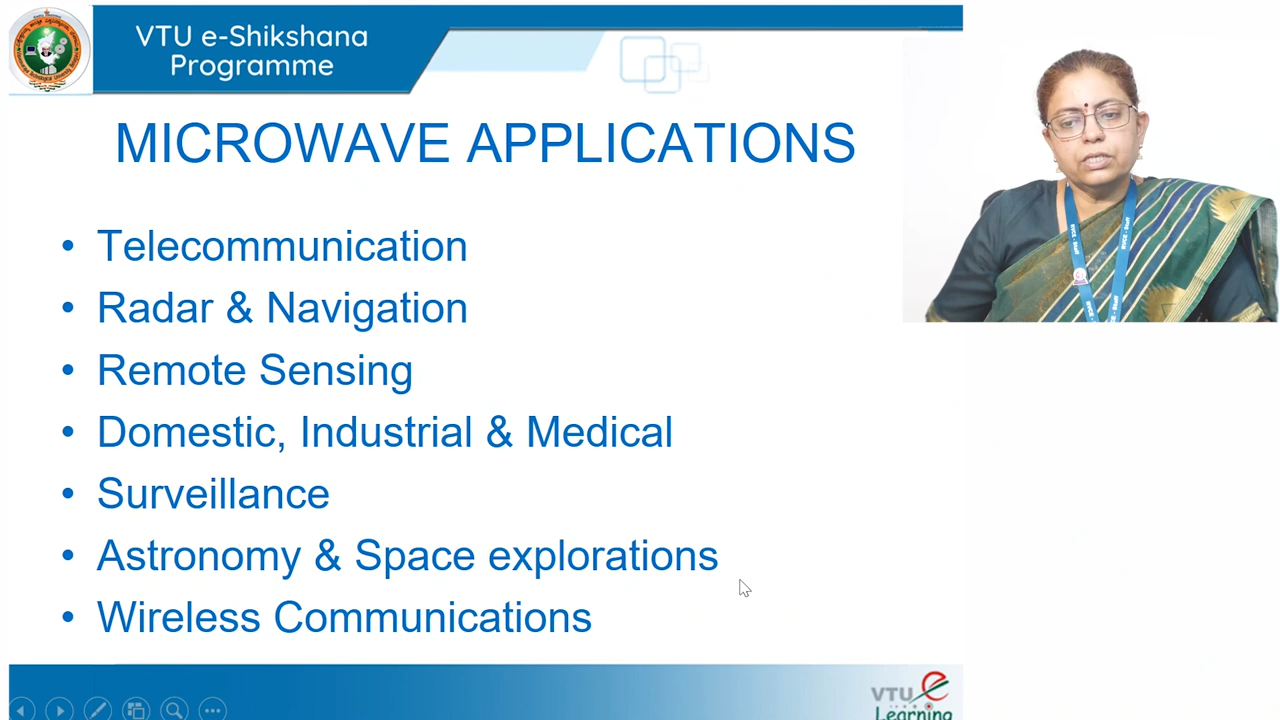 VTU e-Shikshana
Programme
MICROWAVE APPLICATIONS
• Telecommunication
• Radar & Navigation
• Remote Sensing
• Domestic, Industrial & Medical
• Surveillance
• Astronomy & Space explorations
• Wireless Communications
VTU e
Learning